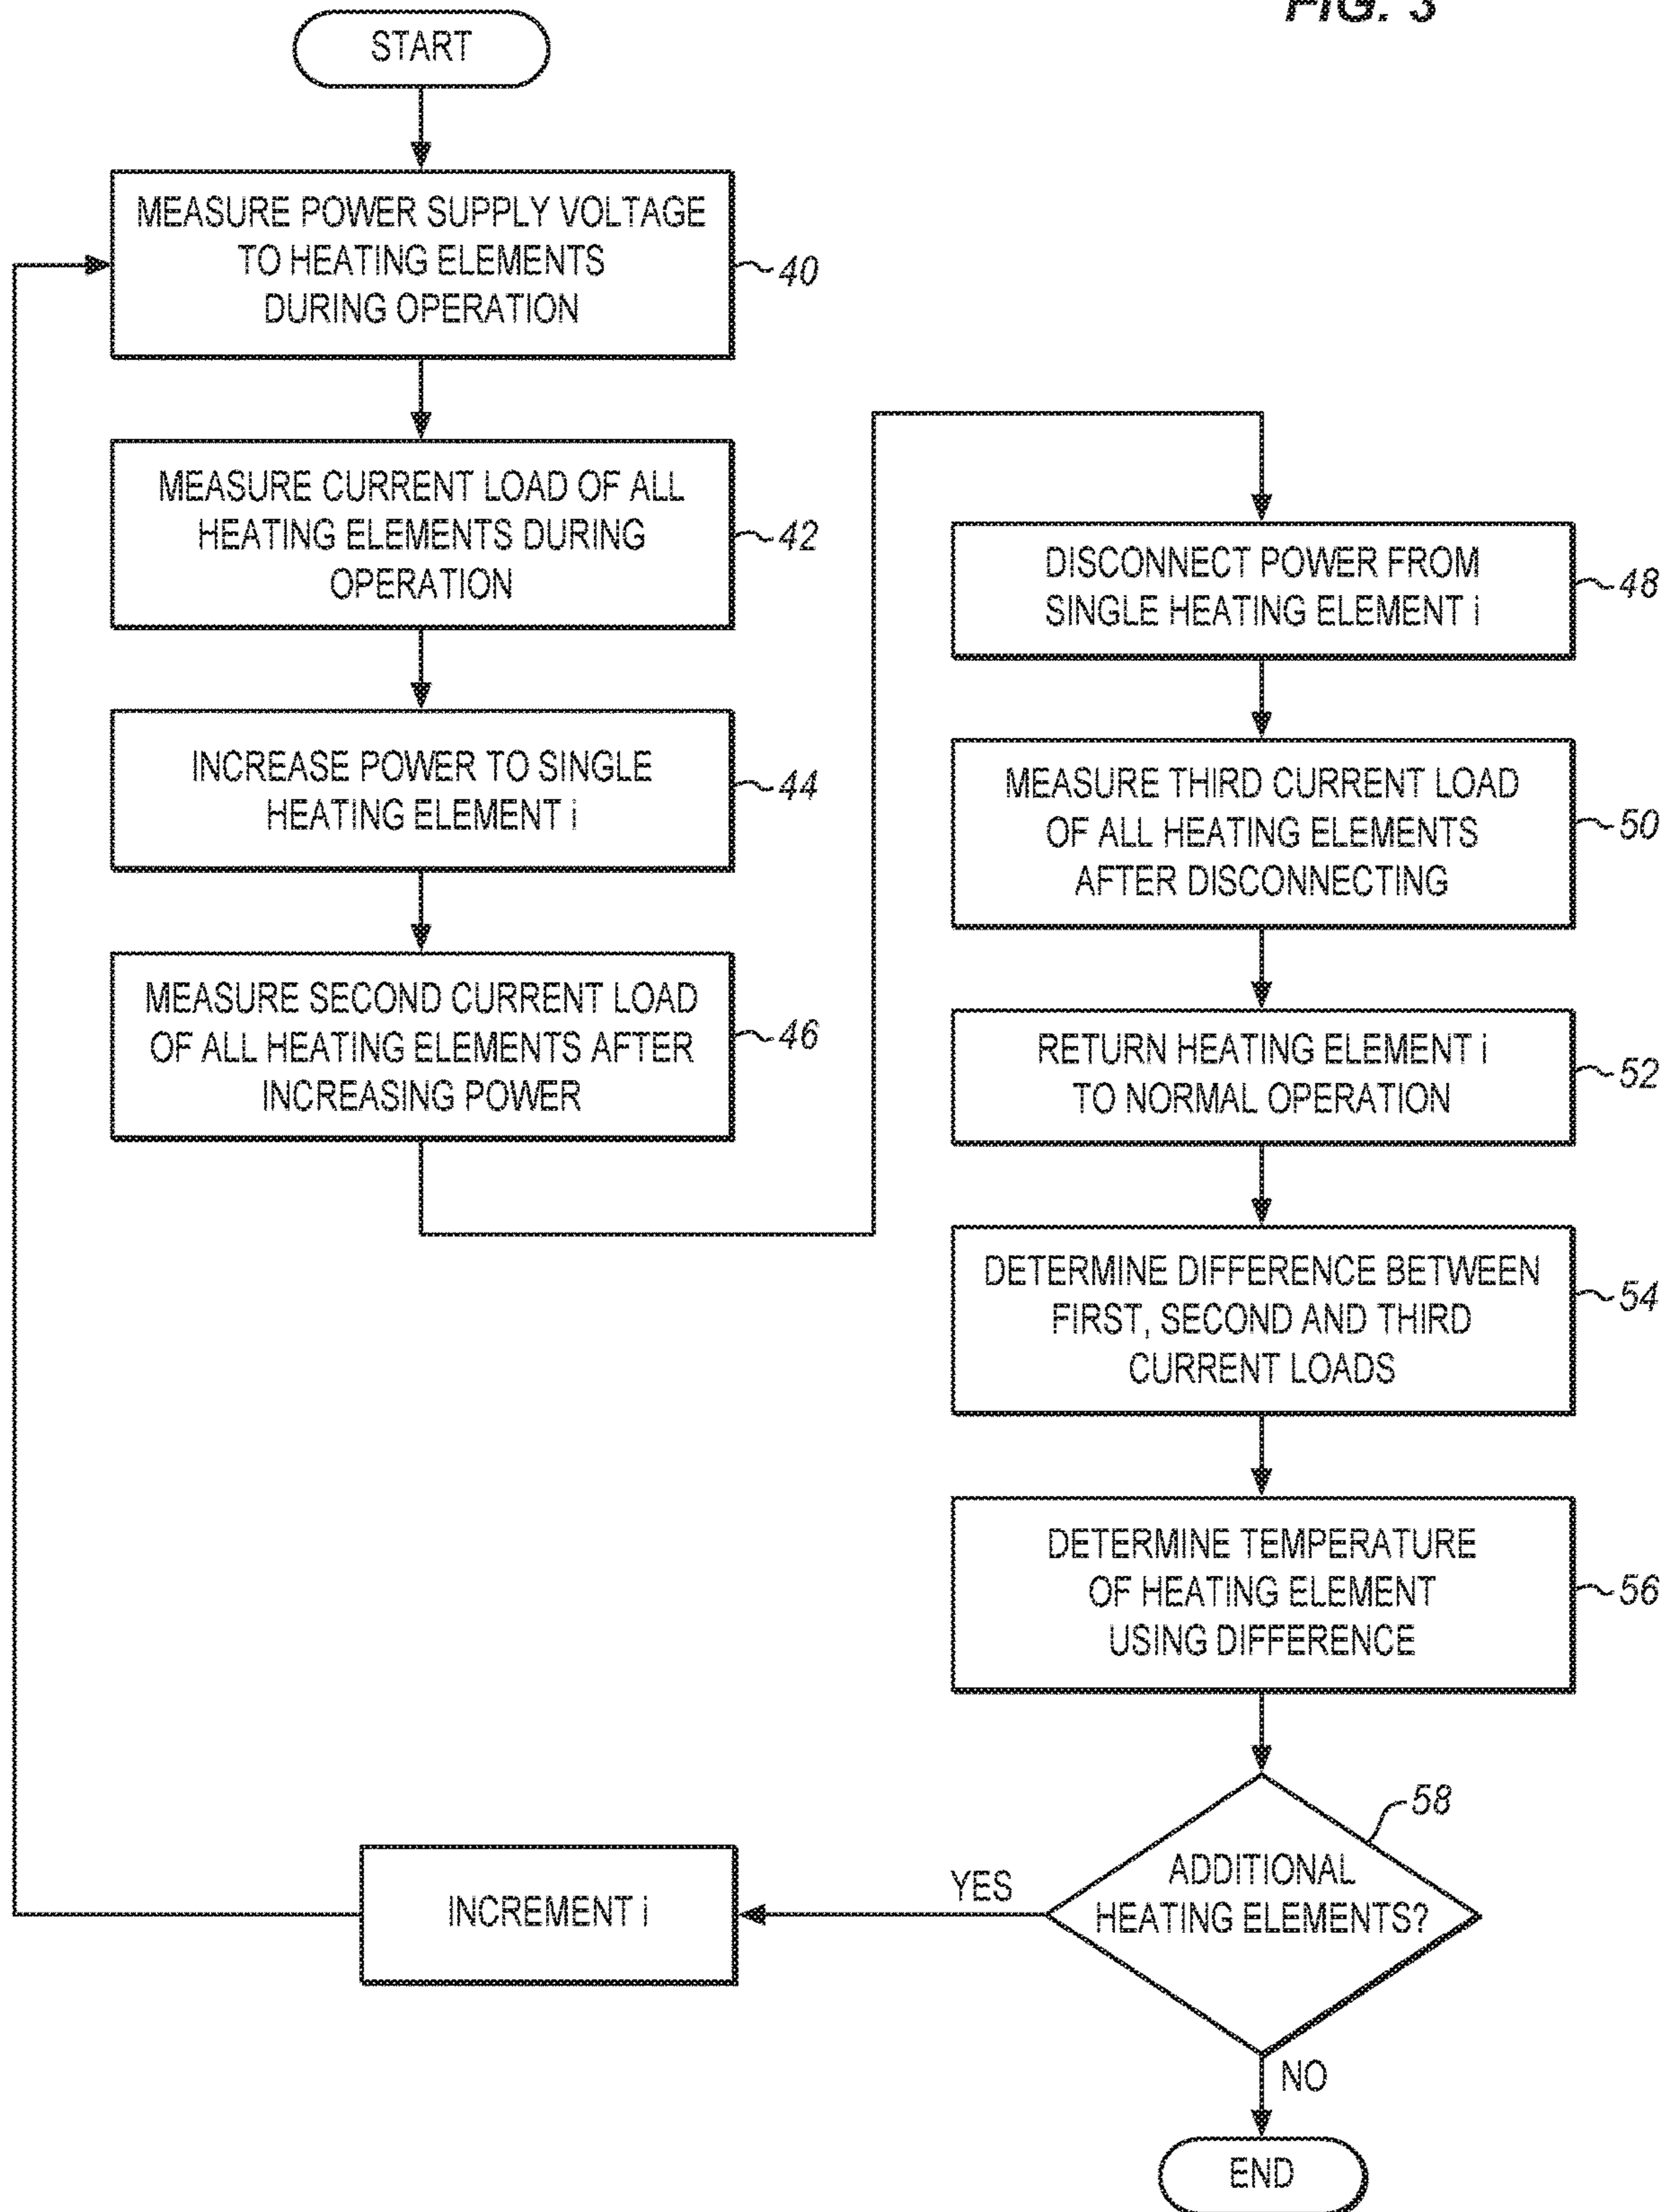 FIG. 3
START
MEASURE POWER SUPPLY VOLTAGE
TO HEATING ELEMENTS
DURING OPERATION
40
MEASURE CURRENT LOAD OF ALL
HEATING ELEMENTS DURING
OPERATION
42
INCREASE POWER TO SINGLE
HEATING ELEMENT i
44
MEASURE SECOND CURRENT LOAD
OF ALL HEATING ELEMENTS AFTER
INCREASING POWER
46
DISCONNECT POWER FROM
SINGLE HEATING ELEMENT i
48
MEASURE THIRD CURRENT LOAD
OF ALL HEATING ELEMENTS
AFTER DISCONNECTING
50
RETURN HEATING ELEMENT i
TO NORMAL OPERATION
52
DETERMINE DIFFERENCE BETWEEN
FIRST, SECOND AND THIRD
CURRENT LOADS
54
DETERMINE TEMPERATURE
OF HEATING ELEMENT
USING DIFFERENCE
56
58
ADDITIONAL
HEATING ELEMENTS?
YES
INCREMENT i
NO
END